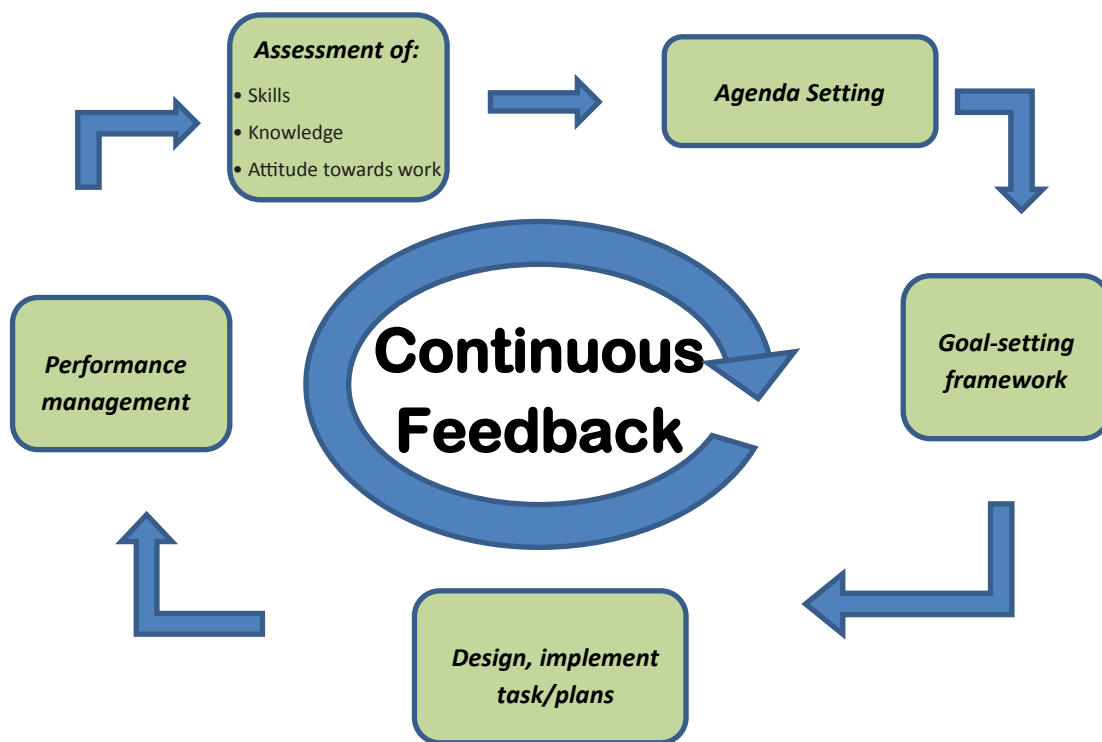 Assessment of:
• Skills
• Knowledge
• Attitude towards work
Agenda Setting
Goal-setting
framework
Design, implement
task/plans
Performance
management
Continuous
Feedback